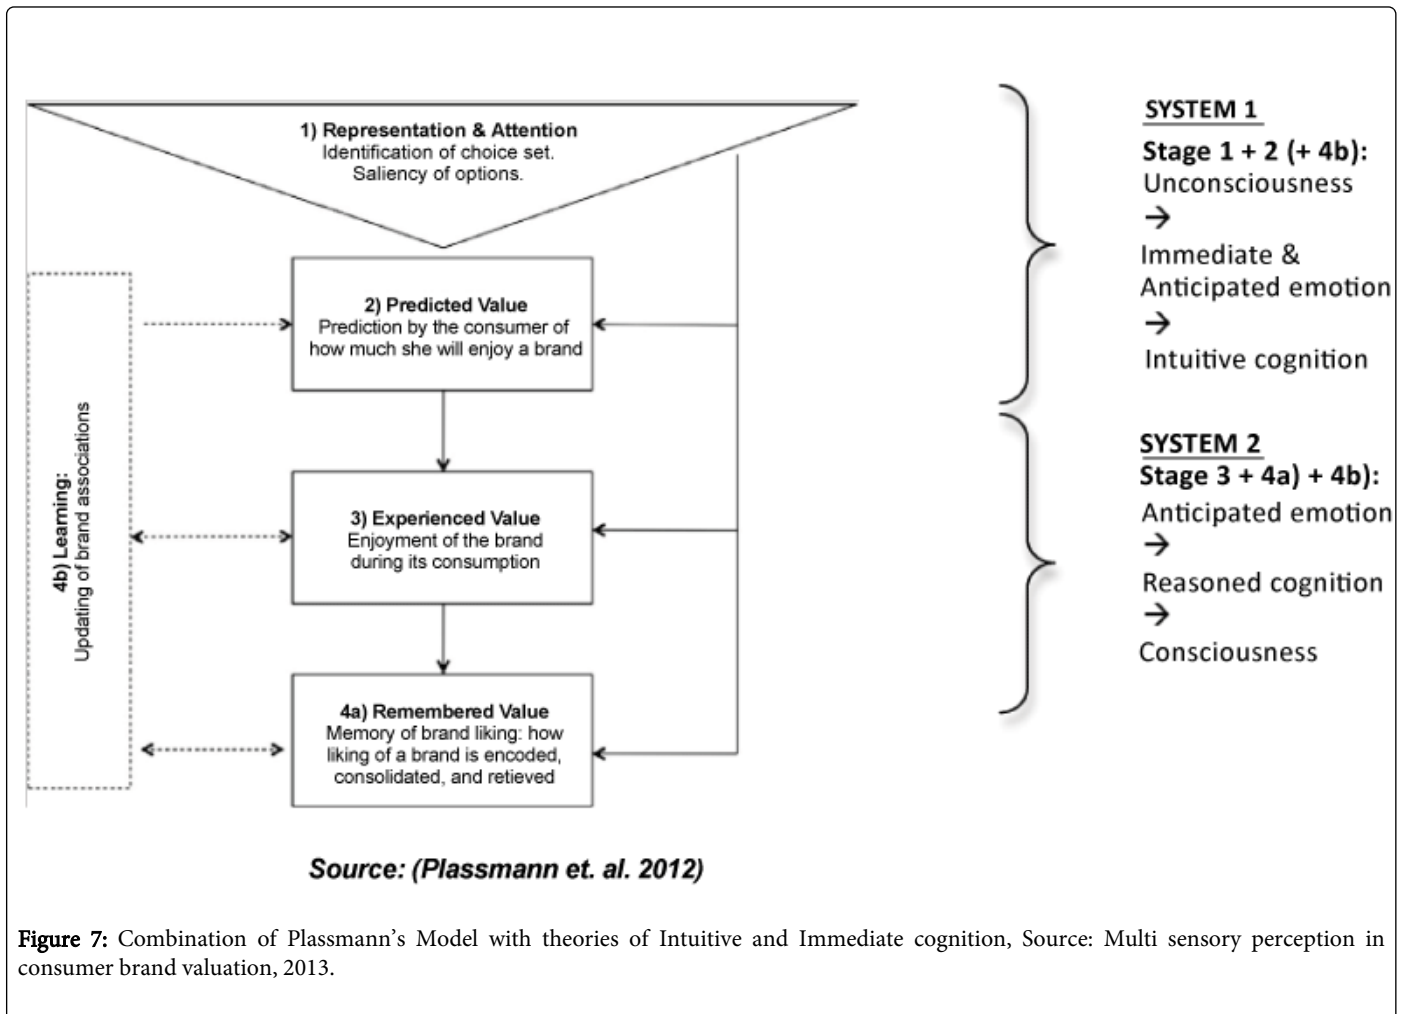 1) Representation & Attention
Identification of choice set.
Saliency of options.
2) Predicted Value
Prediction by the consumer of
how much she will enjoy a brand
3) Experienced Value
Enjoyment of the brand
during its consumption
4a) Remembered Value
Memory of brand liking: how
liking of a brand is encoded,
consolidated, and retieved
4b) Learning:
Updating of brand associations
SYSTEM 1
Stage 1 + 2 (+ 4b):
Unconsciousness
→
Immediate &
Anticipated emotion
→
Intuitive cognition
SYSTEM 2
Stage 3 + 4a) + 4b):
Anticipated emotion
→
Reasoned cognition
→
Consciousness
Source: (Plassmann et. al. 2012)
Figure 7: Combination of Plassmann’s Model with theories of Intuitive and Immediate cognition, Source: Multi sensory perception in
consumer brand valuation, 2013.